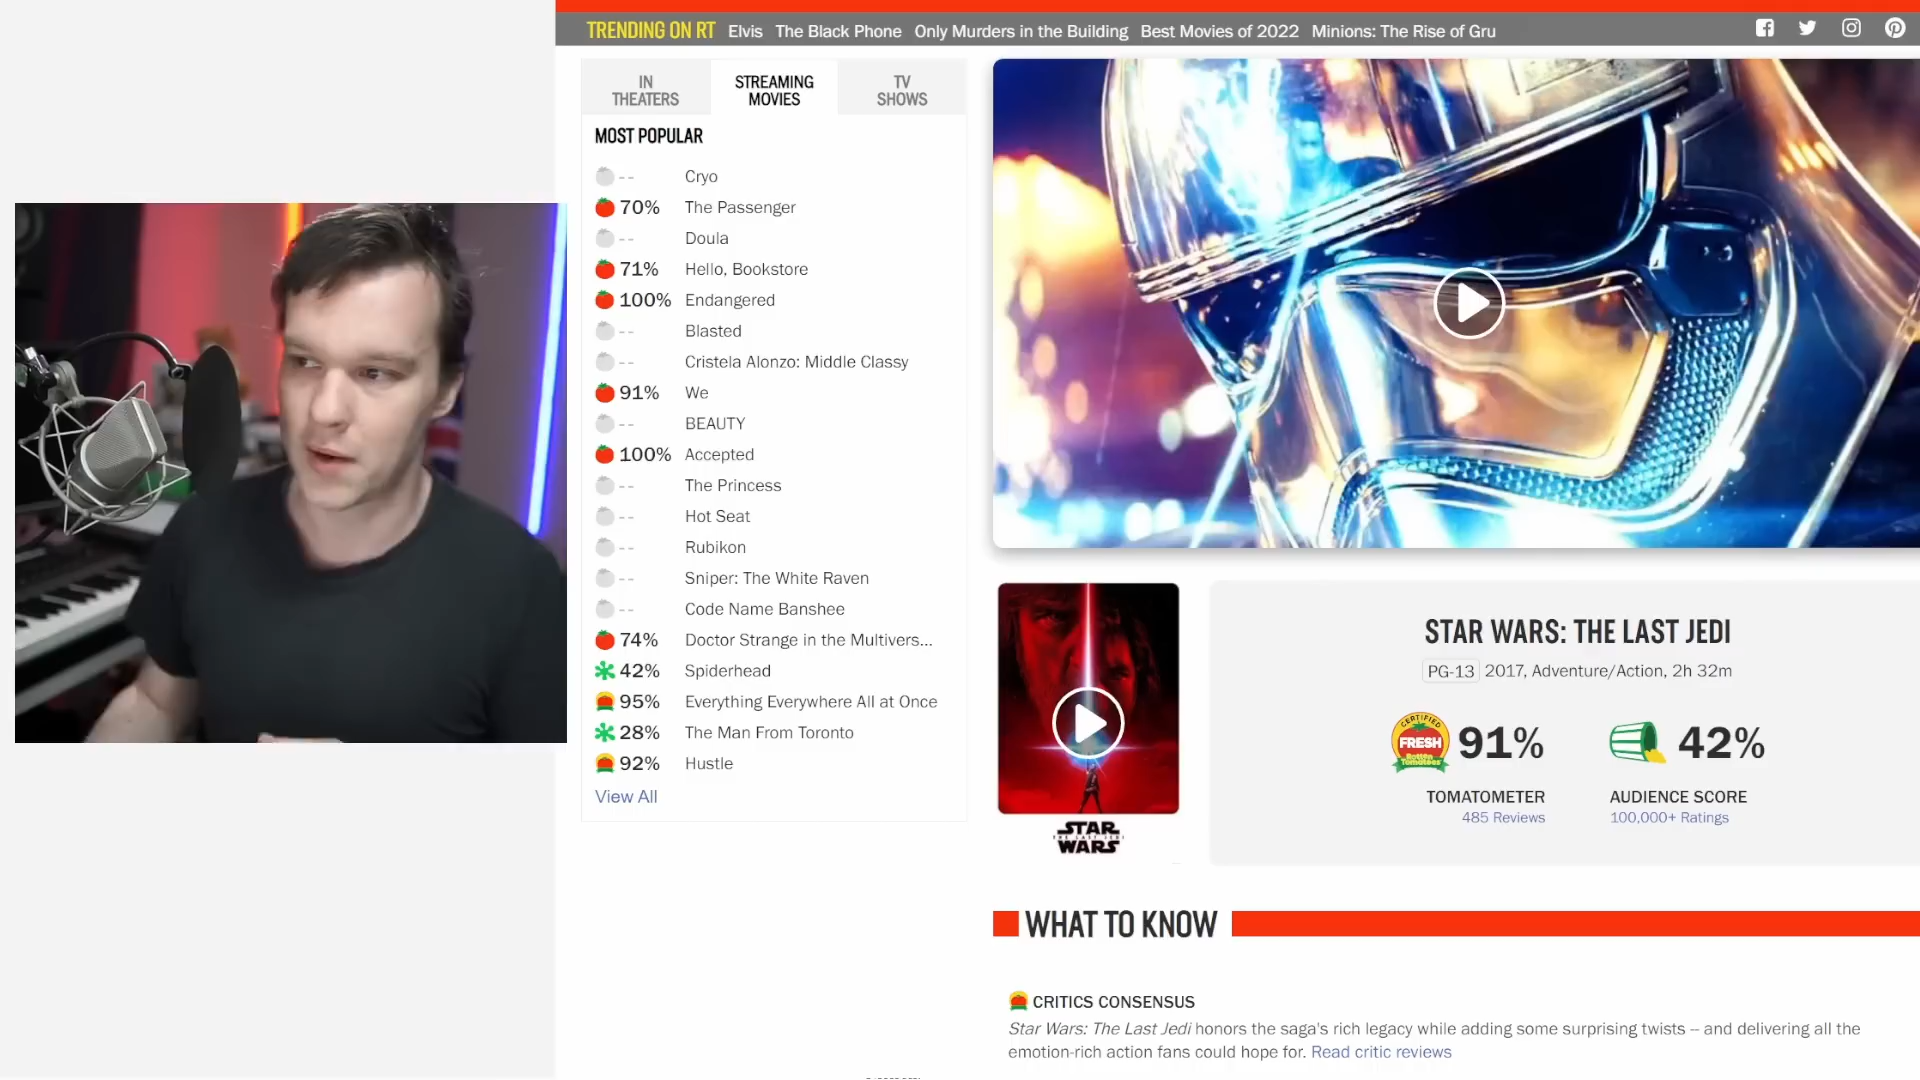 TRENDING ON RT Elvis The Black Phone Only Murders in the Building Best Movies of 2022 Minions: The Rise of Gru
IN
THEATERS
STREAMING
MOVIES
TV
SHOWS
MOST POPULAR
-- Cryo
70% The Passenger
-- Doula
71% Hello, Bookstore
100% Endangered
-- Blasted
-- Cristela Alonzo: Middle Classy
91% We
-- BEAUTY
100% Accepted
-- The Princess
-- Hot Seat
-- Rubikon
-- Sniper: The White Raven
-- Code Name Banshee
74% Doctor Strange in the Multivers...
42% Spiderhead
95% Everything Everywhere All at Once
28% The Man From Toronto
92% Hustle
View All
STAR
THE LAST JEDI
WARS
STAR WARS: THE LAST JEDI
PG-13 2017, Adventure/Action, 2h 32m
CERTIFIED
FRESH
Rotten
Tomatoes
91%
42%
TOMATOMETER
485 Reviews
AUDIENCE SCORE
100,000+ Ratings
WHAT TO KNOW
CRITICS CONSENSUS
Star Wars: The Last Jedi honors the saga's rich legacy while adding some surprising twists -- and delivering all the
emotion-rich action fans could hope for. Read critic reviews